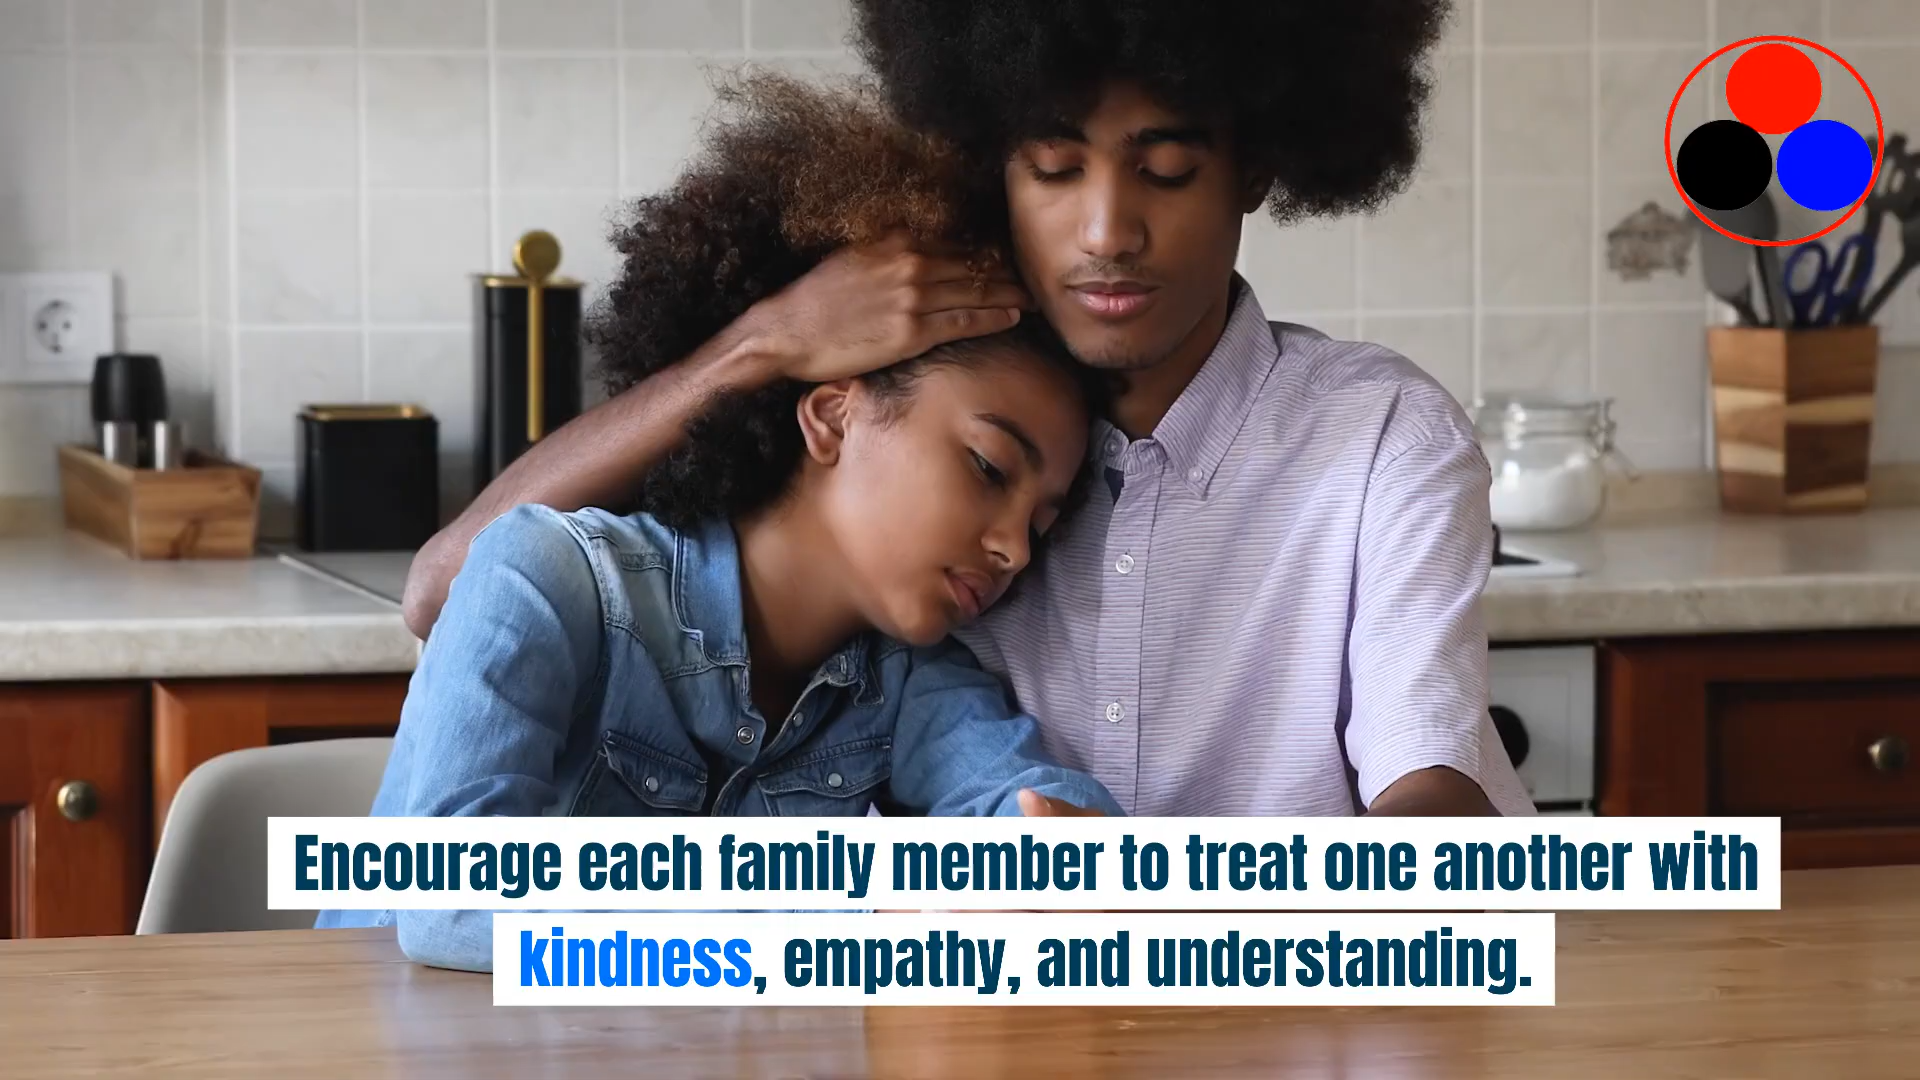 Encourage each family member to treat one another with
kindness, empathy, and understanding.